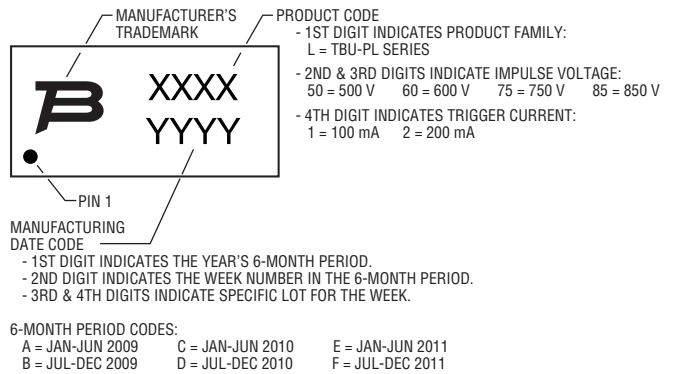 MANUFACTURER'S
TRADEMARK
PRODUCT CODE
- 1ST DIGIT INDICATES PRODUCT FAMILY:
L = TBU-PL SERIES
- 2ND & 3RD DIGITS INDICATE IMPULSE VOLTAGE:
50 = 500 V 60 = 600 V 75 = 750 V 85 = 850 V
- 4TH DIGIT INDICATES TRIGGER CURRENT:
1 = 100 mA 2 = 200 mA
B
XXXX
YYYY
PIN 1
MANUFACTURING
DATE CODE
- 1ST DIGIT INDICATES THE YEAR'S 6-MONTH PERIOD.
- 2ND DIGIT INDICATES THE WEEK NUMBER IN THE 6-MONTH PERIOD.
- 3RD & 4TH DIGITS INDICATE SPECIFIC LOT FOR THE WEEK.
6-MONTH PERIOD CODES:
A = JAN-JUN 2009 C = JAN-JUN 2010 E = JAN-JUN 2011
B = JUL-DEC 2009 D = JUL-DEC 2010 F = JUL-DEC 2011